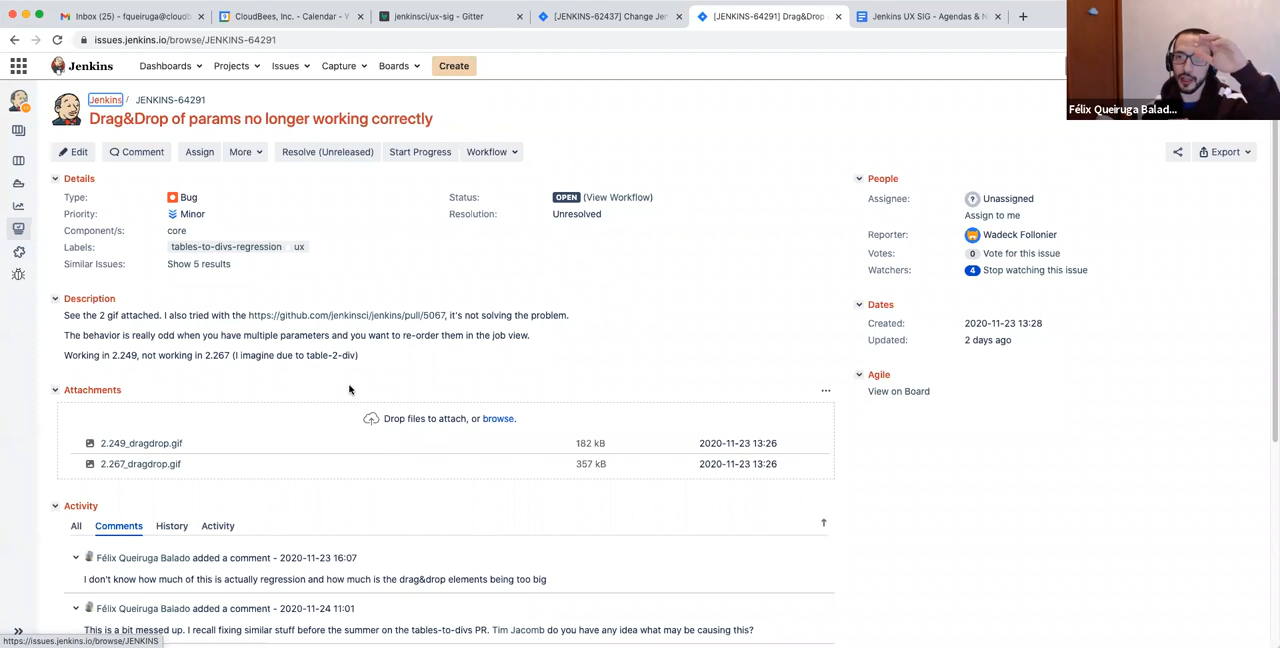 Inbox (25) - fqueiruga@cloudb
CloudBees, Inc. - Calendar - W
jenkinsci/ux-sig - Gitter
[JENKINS-62437] Change Jen
[JENKINS-64291] Drag&Drop
Jenkins UX SIG - Agendas & N
issues.jenkins.io/browse/JENKINS-64291
Jenkins Dashboards Projects Issues Capture Boards Create
Félix Queiruga Balad...
Jenkins / JENKINS-64291
Drag&Drop of params no longer working correctly
Edit Comment Assign More Resolve (Unreleased) Start Progress Workflow Export
Details
Type: Bug
Status: OPEN (View Workflow)
Priority: Minor
Resolution: Unresolved
Component/s: core
Labels: tables-to-divs-regression ux
Similar Issues: Show 5 results
People
Assignee: Unassigned
Assign to me
Reporter: Wadeck Follonier
Votes: 0 Vote for this issue
Watchers: 4 Stop watching this issue
Description
See the 2 gif attached. I also tried with the https://github.com/jenkinsci/jenkins/pull/5067, it's not solving the problem.
The behavior is really odd when you have multiple parameters and you want to re-order them in the job view.
Working in 2.249, not working in 2.267 (I imagine due to table-2-div)
Dates
Created: 2020-11-23 13:28
Updated: 2 days ago
Agile
View on Board
Attachments
Drop files to attach, or browse.
2.249_dragdrop.gif 182 kB 2020-11-23 13:26
2.267_dragdrop.gif 357 kB 2020-11-23 13:26
Activity
All Comments History Activity
Félix Queiruga Balado added a comment - 2020-11-23 16:07
I don't know how much of this is actually regression and how much is the drag&drop elements being too big
Félix Queiruga Balado added a comment - 2020-11-24 11:01
This is a bit messed up. I recall fixing similar stuff before the summer on the tables-to-divs PR. Tim Jacomb do you have any idea what may be causing this?
https://issues.jenkins.io/browse/JENKINS